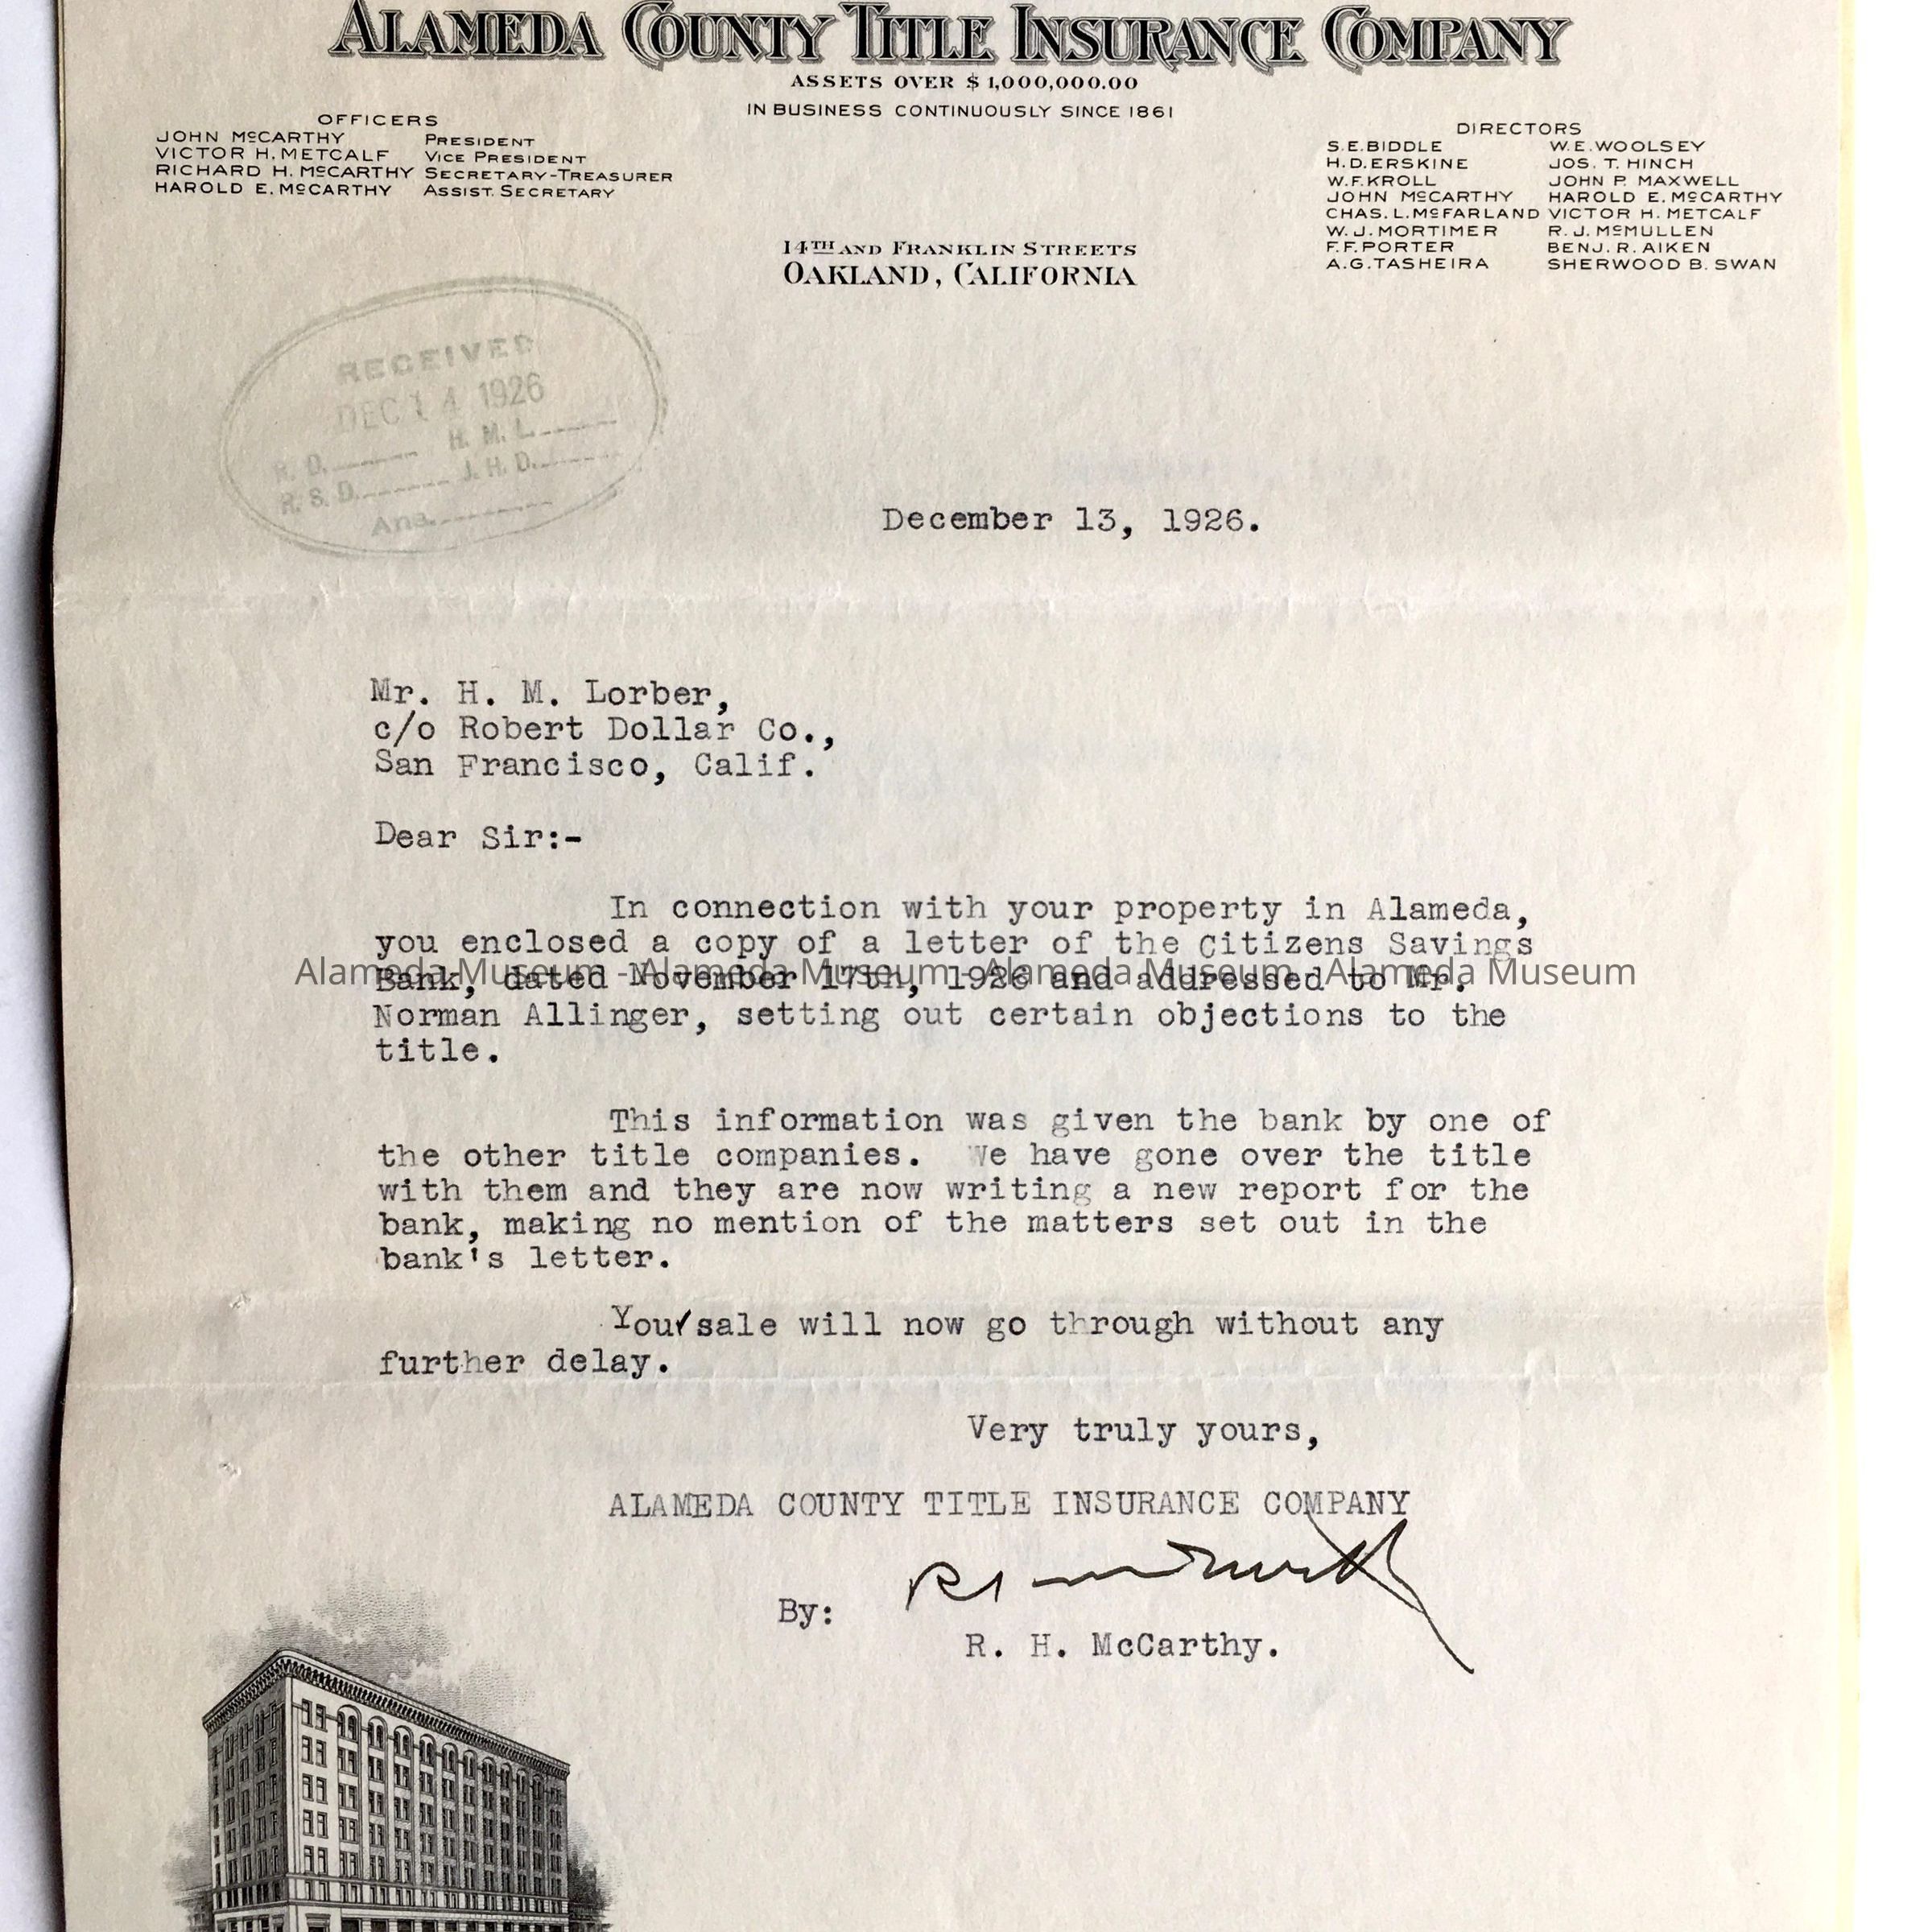 ALAMEDA COUNTY TITLE INSURANCE COMPANY
ASSETS OVER $1,000,000.00
IN BUSINESS CONTINUOUSLY SINCE 1861
OFFICERS
JOHN McCARTHY PRESIDENT
VICTOR H. METCALF VICE PRESIDENT
RICHARD H. McCARTHY SECRETARY-TREASURER
HAROLD E. McCARTHY ASSIST. SECRETARY
DIRECTORS
S.E. BIDDLE W.E. WOOLSEY
H.D. ERSKINE JOS. T. HINCH
W.F. KROLL JOHN P. MAXWELL
JOHN McCARTHY HAROLD E. McCARTHY
CHAS. L. McFARLAND VICTOR H. METCALF
W.J. MORTIMER R.J. McMULLEN
F.F. PORTER BENJ. R. AIKEN
A.G. TASHEIRA SHERWOOD B. SWAN
14TH AND FRANKLIN STREETS
OAKLAND, CALIFORNIA
RECEIVED
DEC 14 1926
R. D. H. M. L.
R. S. D. J. H. D.
Ans.
December 13, 1926.
Mr. H. M. Lorber,
c/o Robert Dollar Co.,
San Francisco, Calif.
Dear Sir:-
In connection with your property in Alameda,
you enclosed a copy of a letter of the Citizens Savings
Bank, dated November 17th, 1926 and addressed to Mr.
Alameda Museum - Alameda Museum - Alameda Museum - Alameda Museum
Norman Allinger, setting out certain objections to the
title.
This information was given the bank by one of
the other title companies. We have gone over the title
with them and they are now writing a new report for the
bank, making no mention of the matters set out in the
bank's letter.
Your sale will now go through without any
further delay.
Very truly yours,
ALAMEDA COUNTY TITLE INSURANCE COMPANY
By:
R. H. McCarthy.